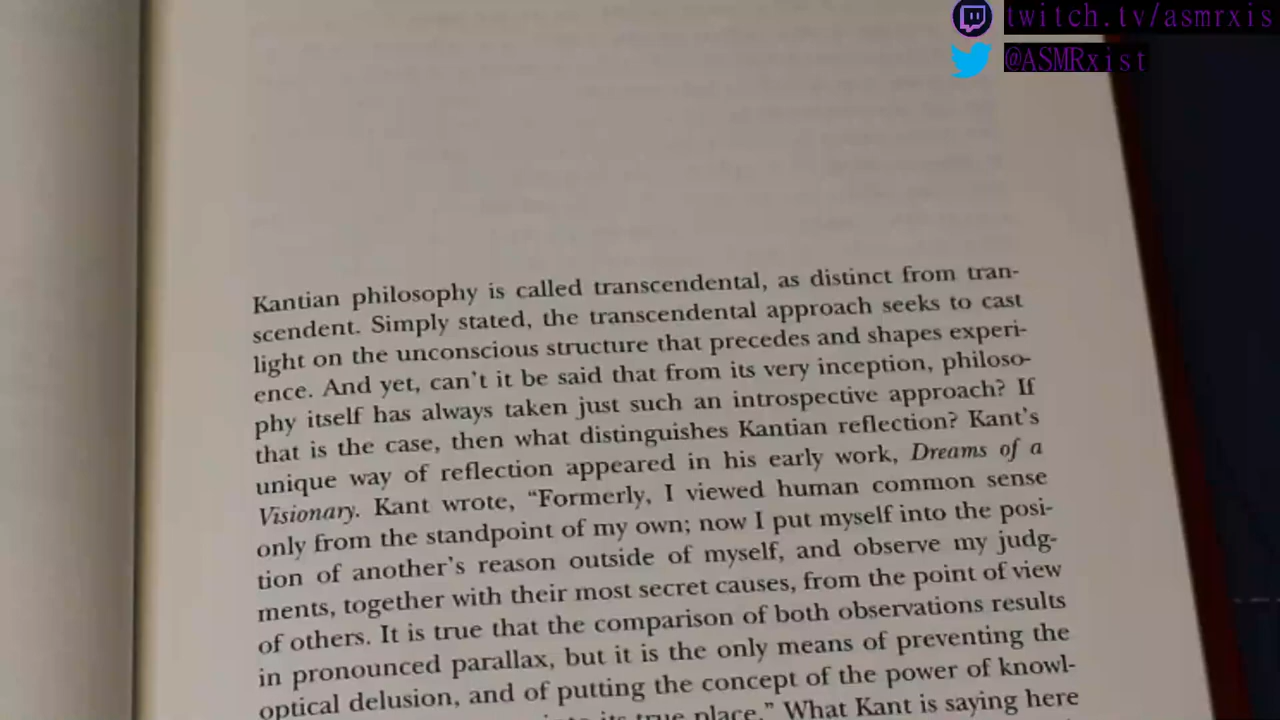 twitch.tv/asmrxis
@ASMRxist
Kantian philosophy is called transcendental, as distinct from tran-
scendent. Simply stated, the transcendental approach seeks to cast
light on the unconscious structure that precedes and shapes experi-
ence. And yet, can't it be said that from its very inception, philoso-
phy itself has always taken just such an introspective approach? If
that is the case, then what distinguishes Kantian reflection? Kant's
unique way of reflection appeared in his early work, Dreams of a
Visionary. Kant wrote, “Formerly, I viewed human common sense
only from the standpoint of my own; now I put myself into the posi-
tion of another's reason outside of myself, and observe my judg-
ments, together with their most secret causes, from the point of view
of others. It is true that the comparison of both observations results
in pronounced parallax, but it is the only means of preventing the
optical delusion, and of putting the concept of the power of knowl-
its true place.” What Kant is saying here